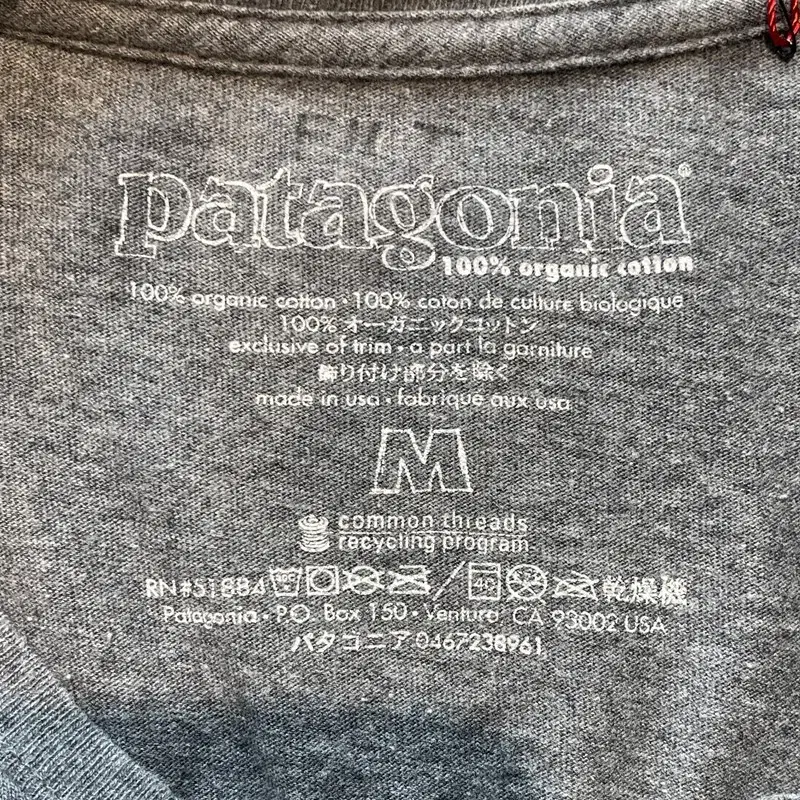 patagonia®
100% organic cotton
100% organic cotton • 100% coton de culture biologique
100% オーガニックコットン
exclusive of trim • a part la garniture
飾り付け部分を除く
made in usa • fabrique aux usa
M
common threads
recycling program
RN#51884 40 乾燥機
Patagonia • P.O. Box 150 • Ventura CA 93002 USA
パタゴニア 0467238961